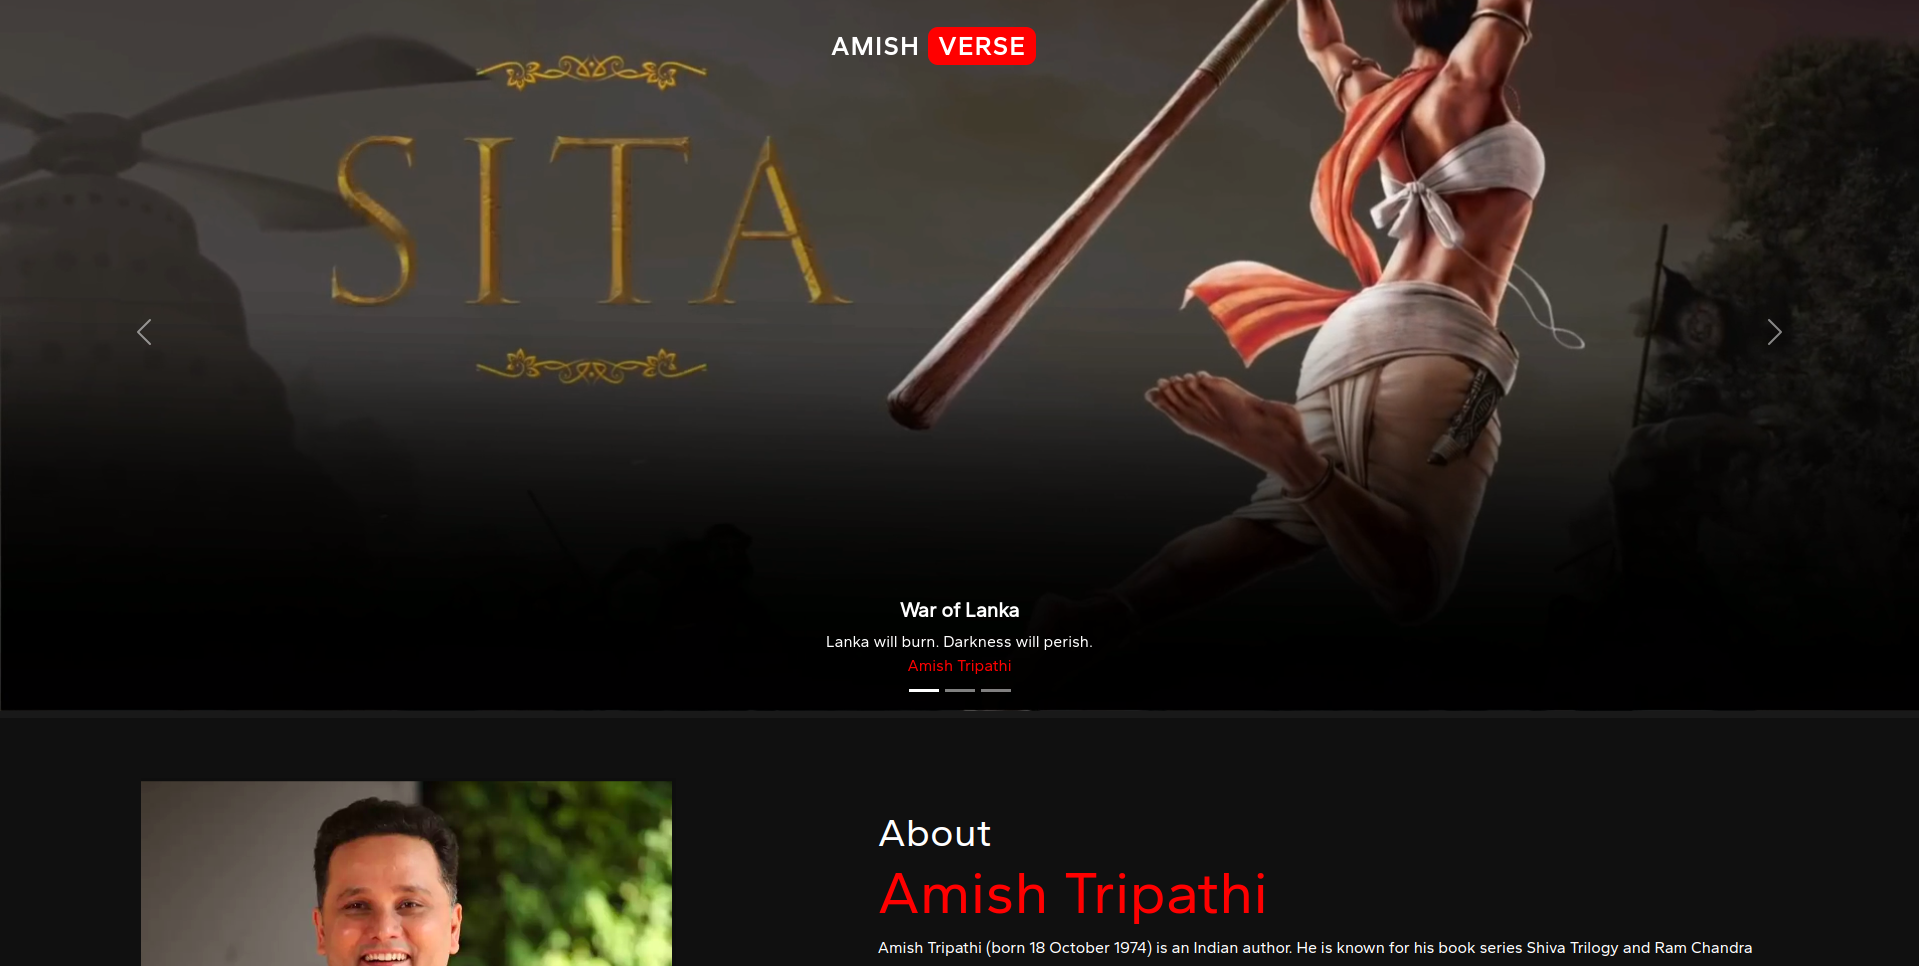 AMISH VERSE
SITA
War of Lanka
Lanka will burn. Darkness will perish.
Amish Tripathi
About
Amish Tripathi
Amish Tripathi (born 18 October 1974) is an Indian author. He is known for his book series Shiva Trilogy and Ram Chandra